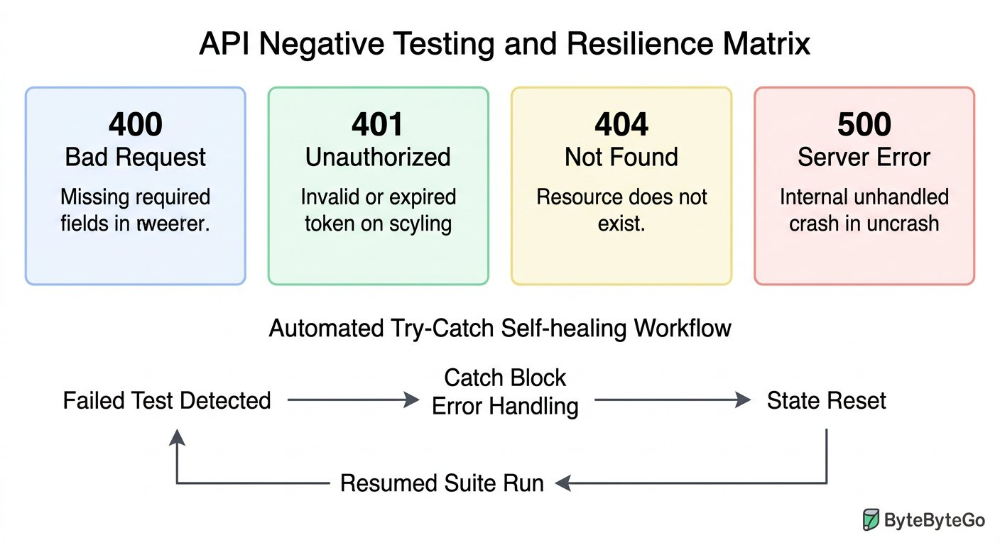 API Negative Testing and Resilience Matrix
400
Bad Request
Missing required
fields in
401
Unauthorized
Invalid or expired
token on scyling
404
Not Found
Resource does not
exist.
500
Server Error
Internal unhandled
crash in uncrash
Automated Try-Catch Self-healing Workflow
Failed Test Detected
Catch Block
Error Handling
State Reset
Resumed Suite Run
ByteByteGo